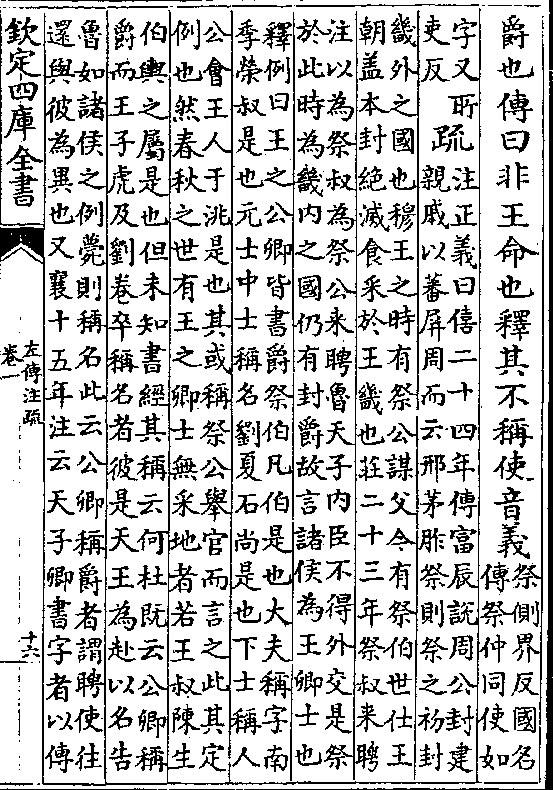 爵也傳曰非王命也釋其不稱使音義祭側界反國名
傳祭仲同使如
字又所
吏反
疏注正義曰僖二十四年傳富辰説周公封建
親戚以蕃屏周而云邢茅胙祭則祭之初封
畿外之國也穆王之時有祭公謀父今有祭伯世仕王
朝盖本封絶滅食采於王畿也莊二十三年祭叔来聘
注以為祭叔為祭公来聘魯天子内臣不得外交是祭
於此時為畿内之國仍有封爵故言諸侯為王卿士也
釋例曰王之公卿皆書爵祭伯凡伯是也大夫稱字南
季榮叔是也元士中士稱名劉夏石尚是也下士稱人
公會王人于洮是也其或稱祭公舉官而言之此其定
例也然春秋之世有王之卿士無采地者若王叔陳生
伯輿之屬是也但未知書經其稱云何杜既云公卿稱
爵而王子虎及劉卷卒稱名者彼是天王為赴以名告
魯如諸侯之例薨則稱名此云公卿稱爵者謂聘使往
還與彼為異也又襄十五年注云天子卿書字者以傳
欽定四庫全書
左傳注疏
卷一
十六